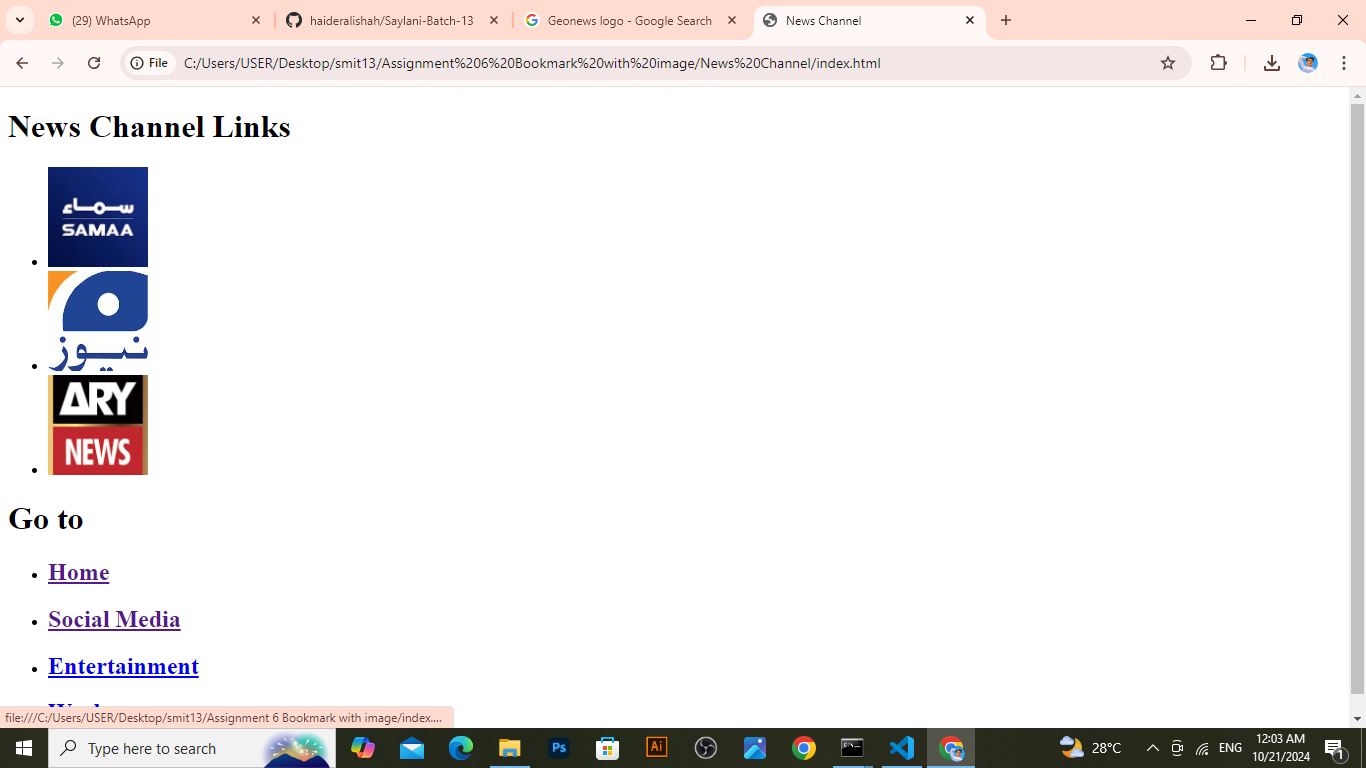 (29) WhatsApp
haideralishah/Saylani-Batch-13
Geonews logo - Google Search
News Channel
File
C:/Users/USER/Desktop/smit13/Assignment%206%20Bookmark%20with%20image/News%20Channel/index.html
News Channel Links
سماء
SAMAA
نیوز
ARY
NEWS
Go to
Home
Social Media
Entertainment
file:///C:/Users/USER/Desktop/smit13/Assignment 6 Bookmark with image/index....
Type here to search
Ps
Ai
28°C
ENG
12:03 AM
10/21/2024
1